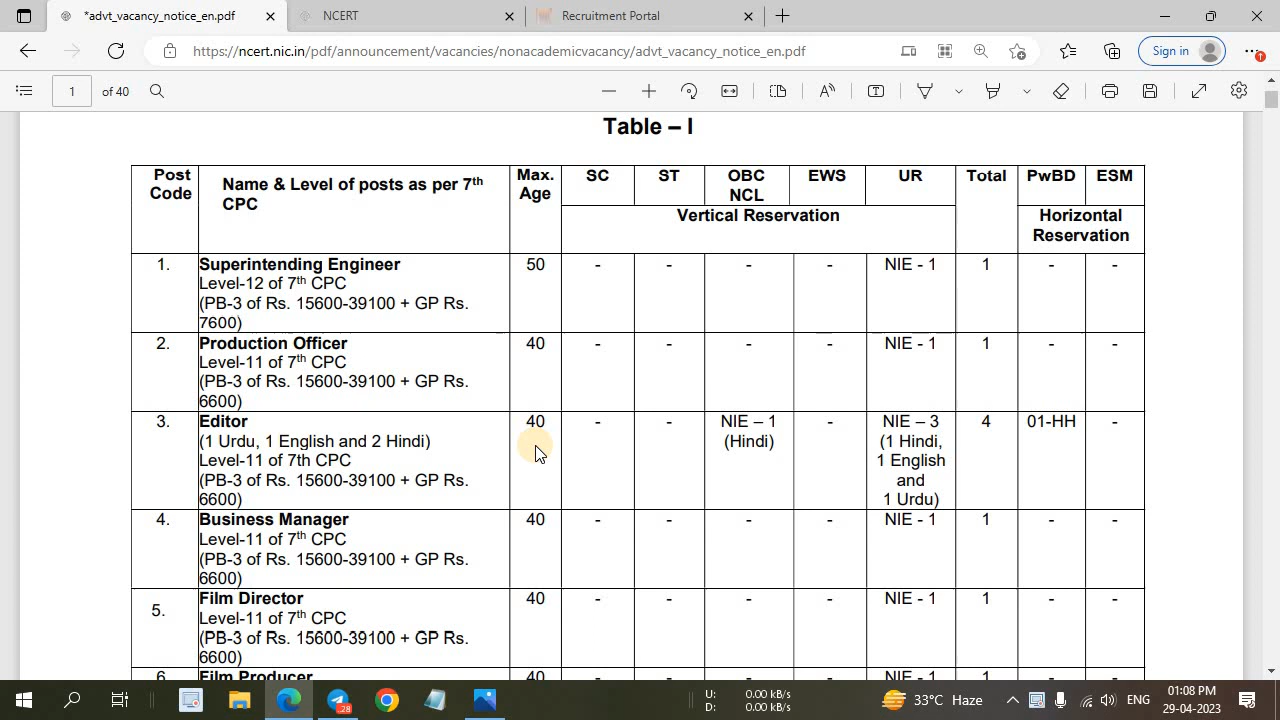 *advt_vacancy_notice_en.pdf
NCERT
Recruitment Portal
https://ncert.nic.in/pdf/announcement/vacancies/nonacademicvacancy/advt_vacancy_notice_en.pdf
Sign in
1 of 40
Table – I
Post Code Name & Level of posts as per 7th CPC Max. Age SC ST OBC NCL EWS UR Total PwBD ESM
Vertical Reservation Horizontal Reservation
1. Superintending Engineer 50 - - - - NIE - 1 1 - -
Level-12 of 7th CPC
(PB-3 of Rs. 15600-39100 + GP Rs.
7600)
2. Production Officer 40 - - - - NIE - 1 1 - -
Level-11 of 7th CPC
(PB-3 of Rs. 15600-39100 + GP Rs.
6600)
3. Editor 40 - - NIE – 1 - NIE – 3 4 01-HH -
(1 Urdu, 1 English and 2 Hindi) (Hindi) (1 Hindi,
Level-11 of 7th CPC 1 English
(PB-3 of Rs. 15600-39100 + GP Rs. and
6600) 1 Urdu)
4. Business Manager 40 - - - - NIE - 1 1 - -
Level-11 of 7th CPC
(PB-3 of Rs. 15600-39100 + GP Rs.
6600)
5. Film Director 40 - - - - NIE - 1 1 - -
Level-11 of 7th CPC
(PB-3 of Rs. 15600-39100 + GP Rs.
6600)
6. Film Producer 40 - - - - NIE - 1 1 - -
28
U: 0.00 kB/s
D: 0.00 kB/s
33°C Haze
ENG
01:08 PM
29-04-2023